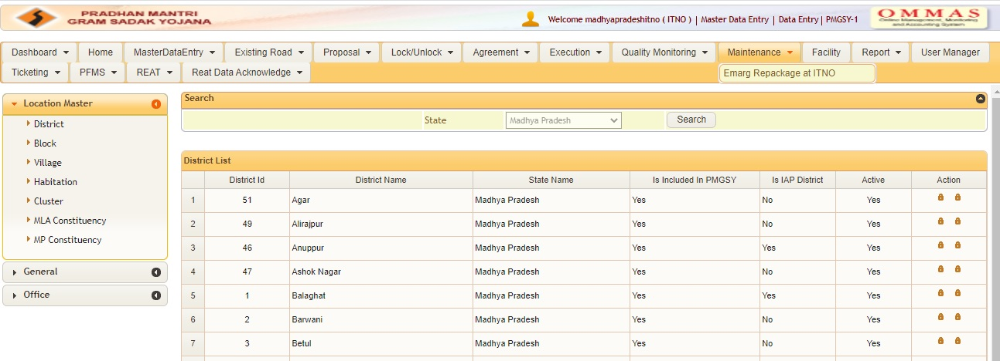 PRADHAN MANTRI
GRAM SADAK YOJANA
Welcome madhyapradeshitno ( ITNO ) | Master Data Entry | Data Entry | PMGSY-1
OMMAS
Online Management, Monitoring
and Accounting System
Dashboard Home MasterDataEntry Existing Road Proposal Lock/Unlock Agreement Execution Quality Monitoring Maintenance Facility Report User Manager
Ticketing PFMS REAT Reat Data Acknowledge Emarg Repackage at ITNO
Location Master
District
Block
Village
Habitation
Cluster
MLA Constituency
MP Constituency
General
Office
Search
State Madhya Pradesh Search
District List
District Id District Name State Name Is Included In PMGSY Is IAP District Active Action
1 51 Agar Madhya Pradesh Yes No Yes
2 49 Alirajpur Madhya Pradesh Yes No Yes
3 46 Anuppur Madhya Pradesh Yes Yes Yes
4 47 Ashok Nagar Madhya Pradesh Yes No Yes
5 1 Balaghat Madhya Pradesh Yes Yes Yes
6 2 Barwani Madhya Pradesh Yes No Yes
7 3 Betul Madhya Pradesh Yes No Yes